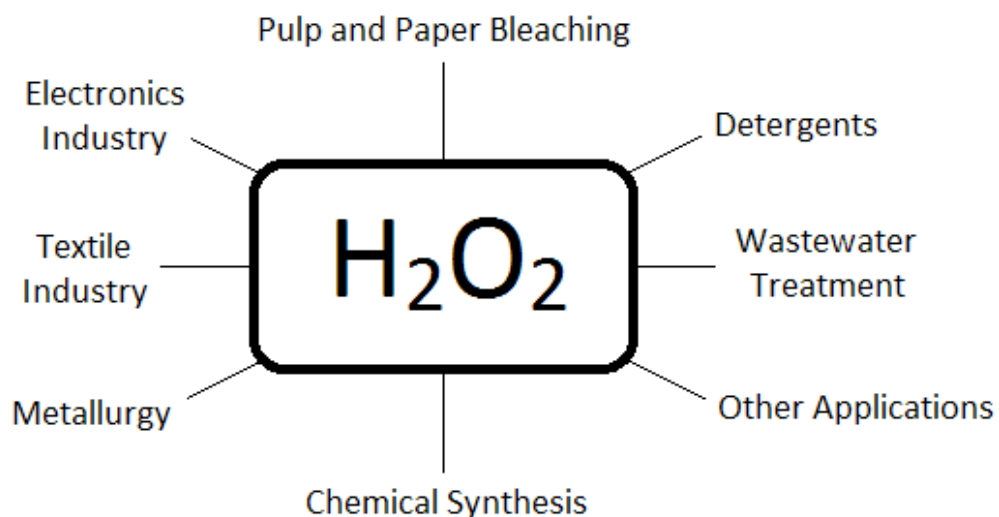 Pulp and Paper Bleaching
Electronics
Industry
Detergents
Textile
Industry
H₂O₂
Wastewater
Treatment
Metallurgy
Other Applications
Chemical Synthesis